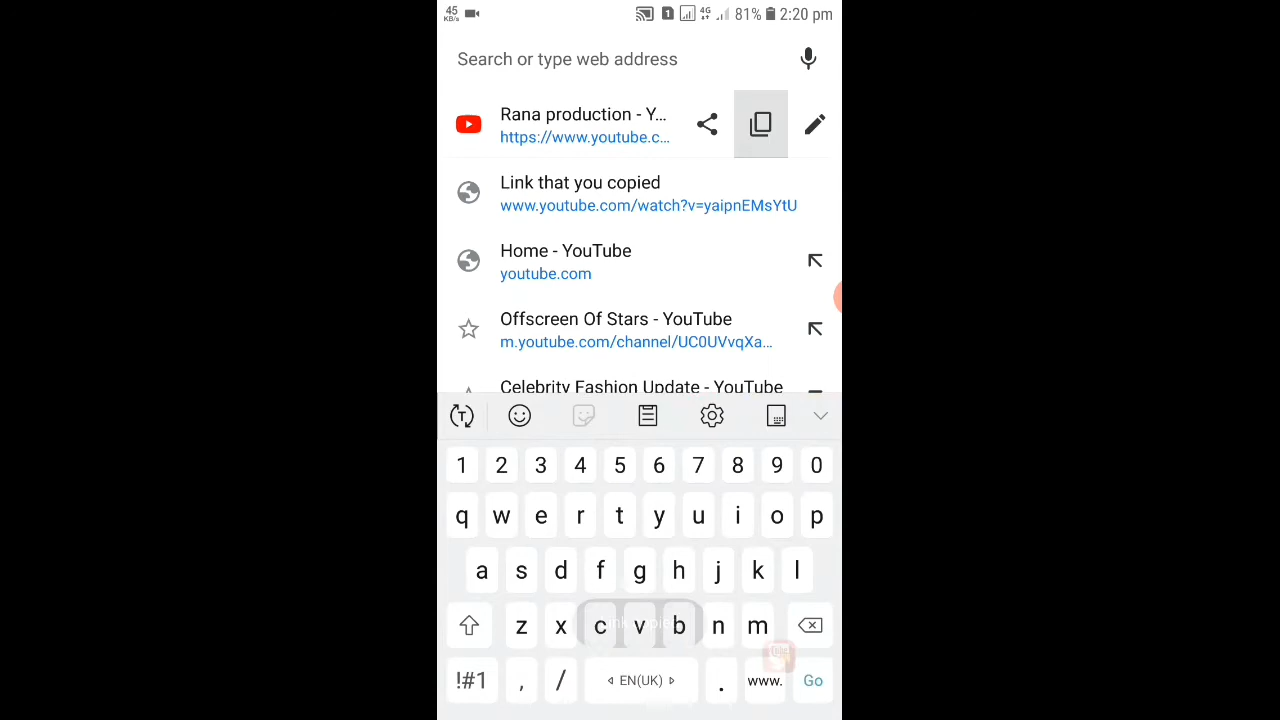 45
KB/s
1
4G
81%
2:20 pm
Search or type web address
Rana production - Y...
https://www.youtube.c...
Link that you copied
www.youtube.com/watch?v=yaipnEMsYtU
Home - YouTube
youtube.com
Offscreen Of Stars - YouTube
m.youtube.com/channel/UC0UVvqXa...
Celebrity Fashion Update - YouTube
T
1 2 3 4 5 6 7 8 9 0
q w e r t y u i o p
a s d f g h j k l
z x c v b n m
!#1 , / EN(UK) . www. Go